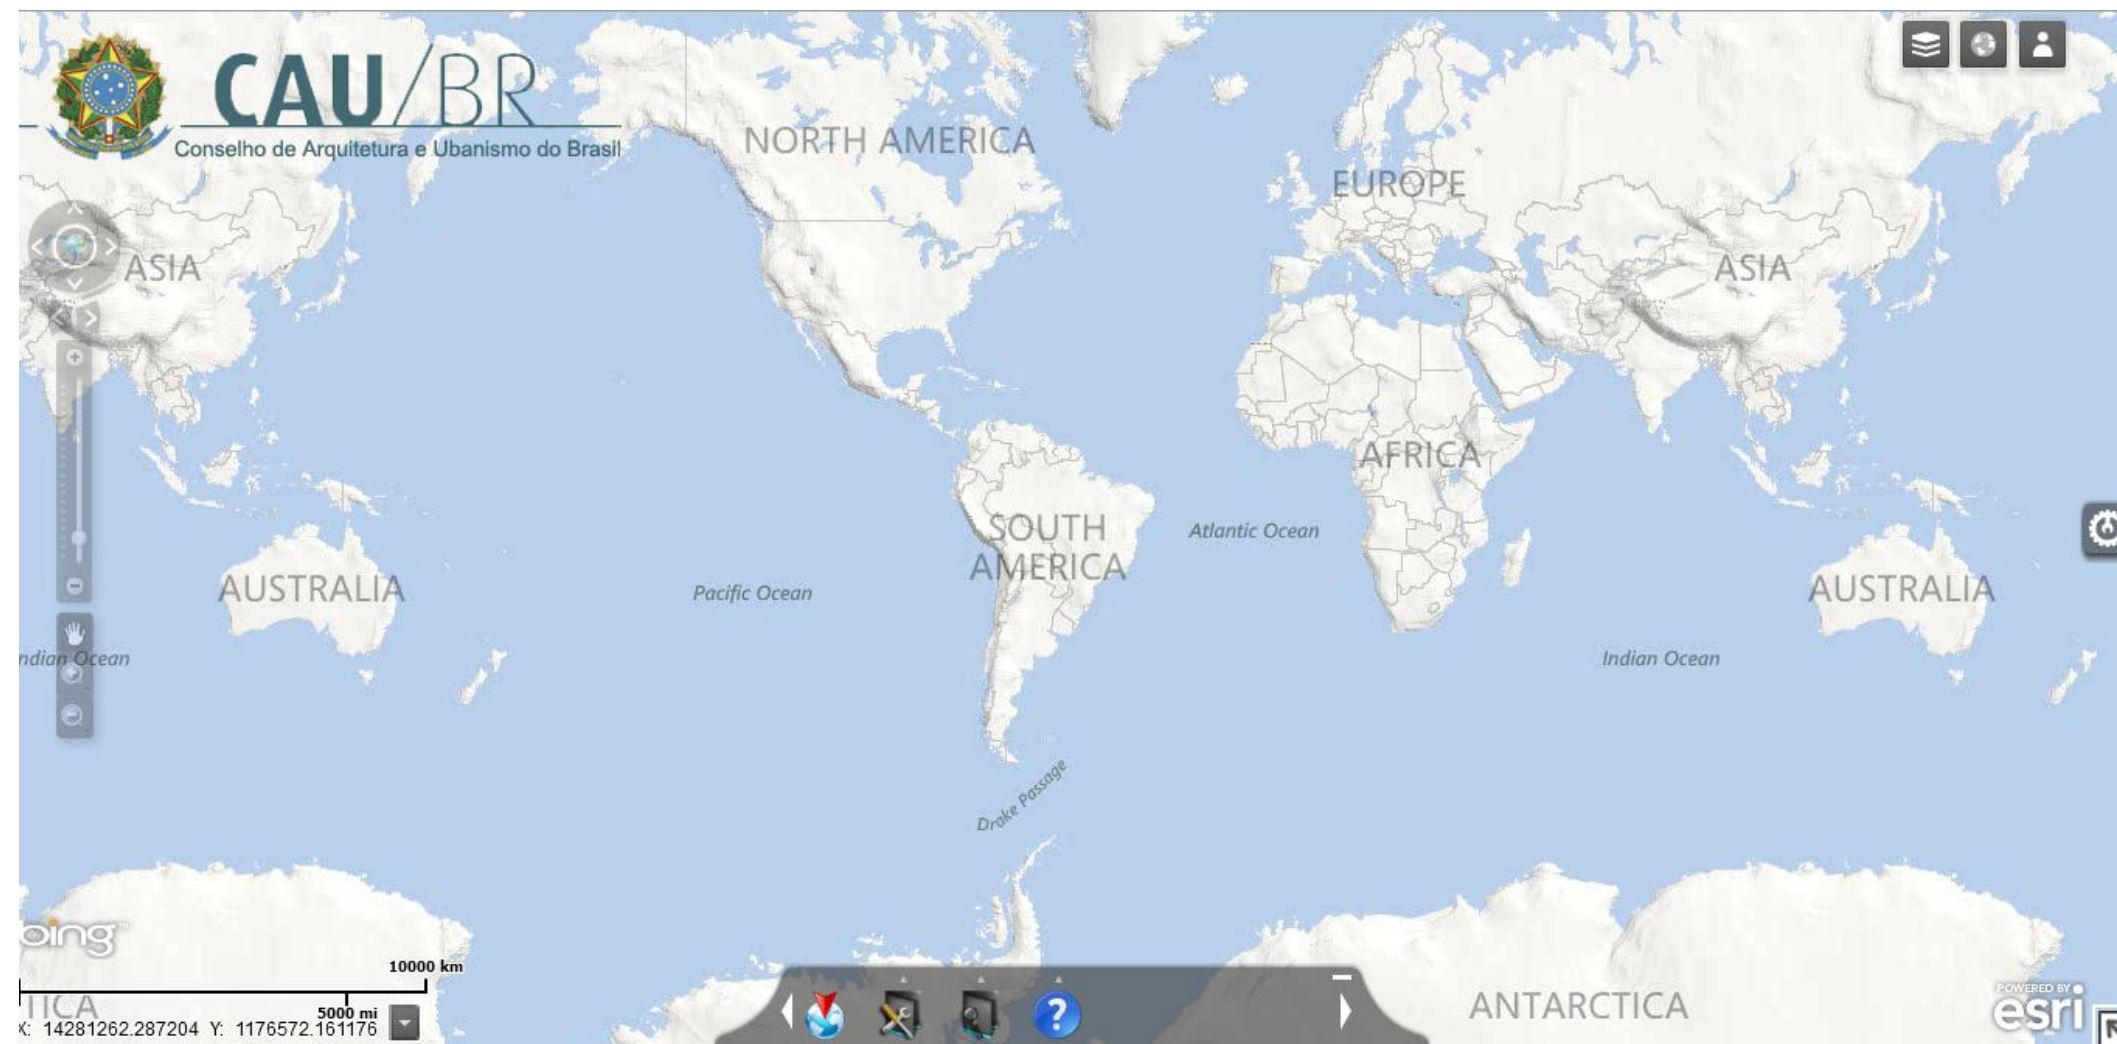 CAU/BR
Conselho de Arquitetura e Ubanismo do Brasil
NORTH AMERICA
EUROPE
ASIA
ASIA
AFRICA
SOUTH
AMERICA
Atlantic Ocean
AUSTRALIA
Pacific Ocean
AUSTRALIA
ndian Ocean
Indian Ocean
Drake Passage
bing
10000 km
TICA
5000 mi
X: 14281262.287204 Y: 1176572.161176
?
ANTARCTICA
POWERED BY
esri